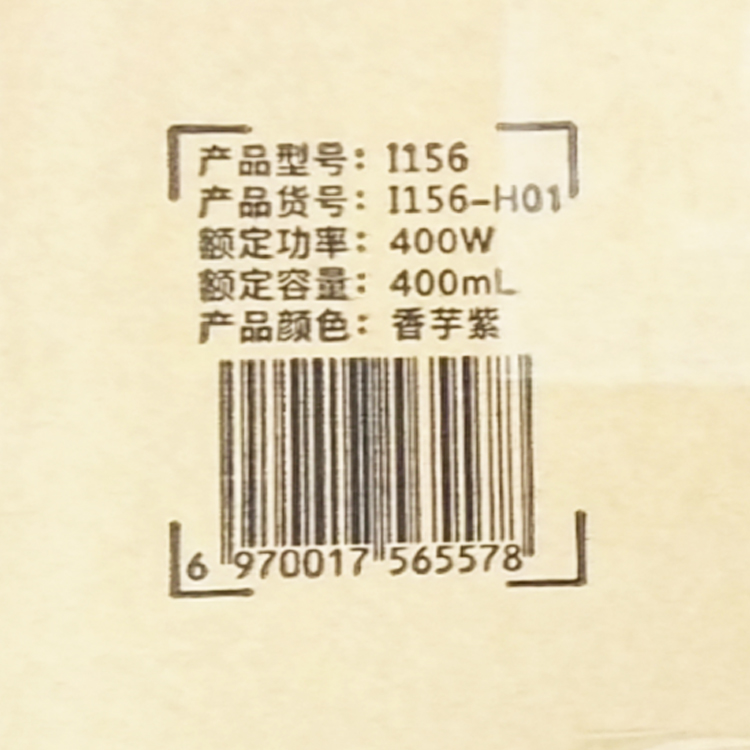 产品型号：I156
产品货号：I156-H01
额定功率：400W
额定容量：400mL
产品颜色：香芋紫
6 970017 565578